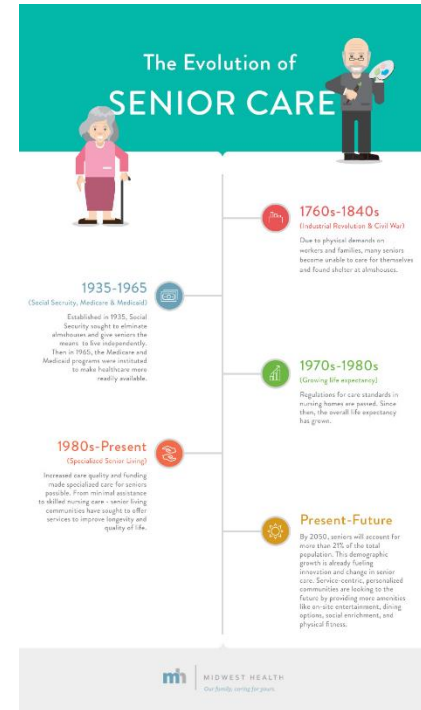 The Evolution of
SENIOR CARE
1760s-1840s
(Industrial Revolution & Civil War)
Due to physical demands on
workers and families, many seniors
became unable to care for themselves
and found shelter at almshouses.
1935-1965
(Social Secruity, Medicare & Medicaid)
Established in 1935, Social
Security sought to eliminate
almshouses and give seniors the
means to live independently.
Then in 1965, the Medicare and
Medicaid programs were instituted
to make healthcare more
readily available.
1970s-1980s
(Growing life expectancy)
Regulations for care standards in
nursing homes are passed. Since
then, the overall life expectancy
has grown.
1980s-Present
(Specialized Senior Living)
Increased care quality and funding
made specialized care for seniors
possible. From minimal assistance
to skilled nursing care - senior living
communities have sought to offer
services to improve longevity and
quality of life.
Present-Future
By 2050, seniors will account for
more than 21% of the total
population. This demographic
growth is already fueling
innovation and change in senior
care. Service-centric, personalized
communities are looking to the
future by providing more amenities
like on-site entertainment, dining
options, social enrichment, and
physical fitness.
mh MIDWEST HEALTH
Our family, caring for yours.